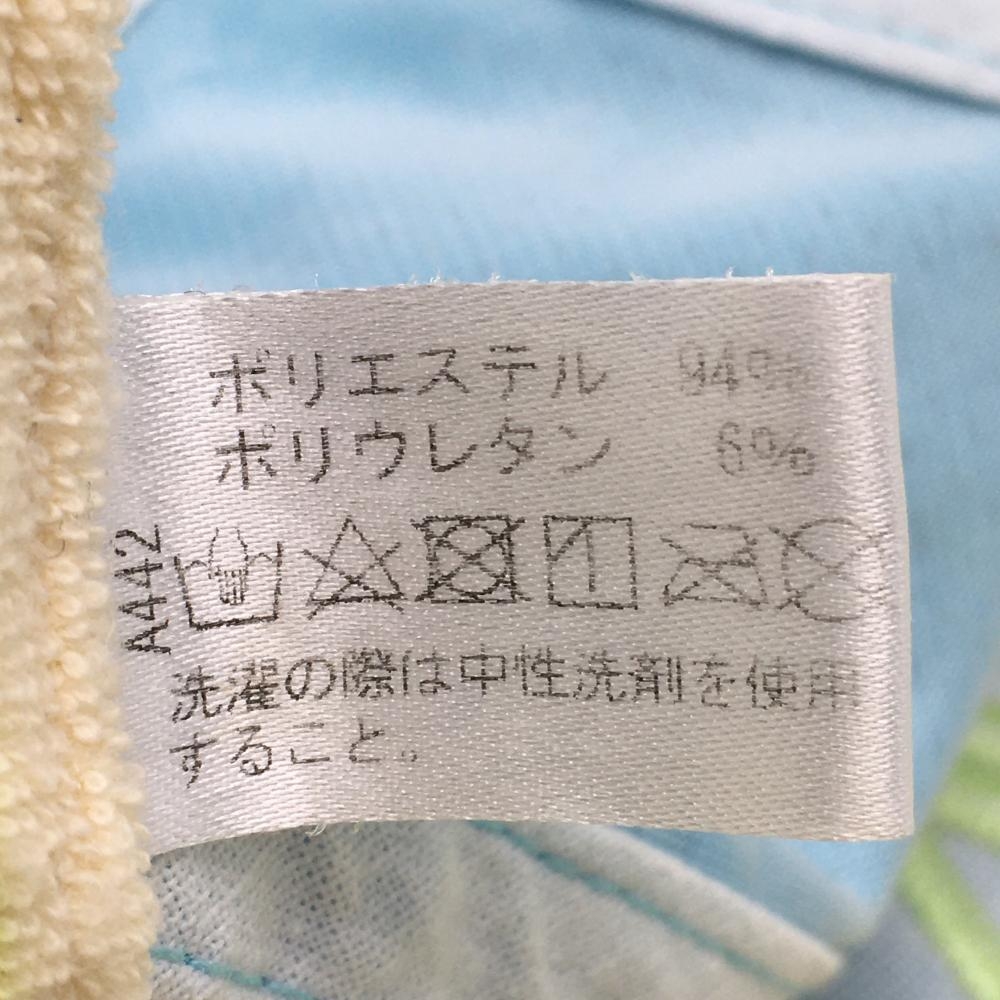 ポリエステル 94%
ポリウレタン 6%
A442
洗濯の際は中性洗剤を使用
すること。